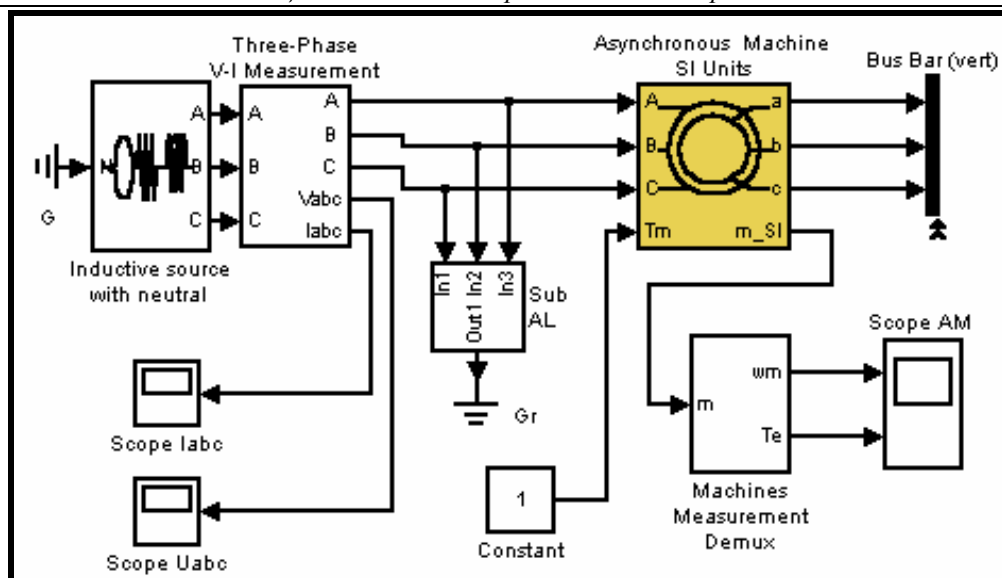 Three-Phase
V-I Measurement
Asynchronous Machine
SI Units
Bus Bar (vert)
A
B
C
A
B
C
A
B
C
Vabc
Iabc
G
Inductive source
with neutral
In1
Out1 In2
In3
Sub
AL
Gr
A
B
C
Tm
a
b
c
m_SI
Scope AM
m
wm
Te
Machines
Measurement
Demux
Scope Iabc
Scope Uabc
1
Constant